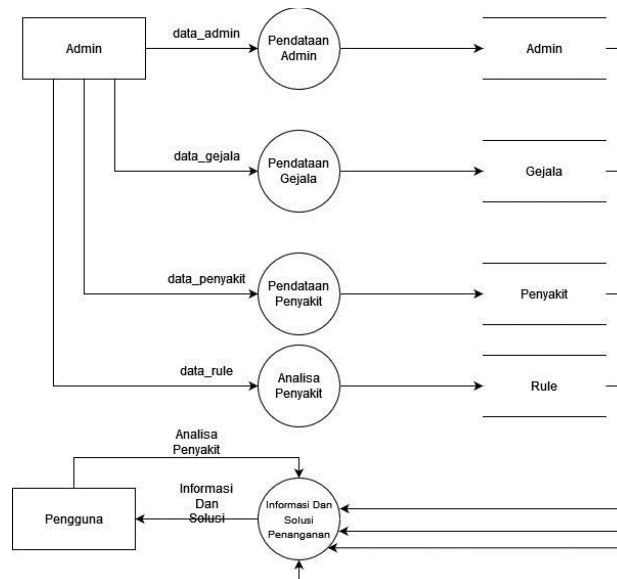 Admin
data_admin
Pendataan
Admin
Admin
data_gejala
Pendataan
Gejala
Gejala
data_penyakit
Pendataan
Penyakit
Penyakit
data_rule
Analisa
Penyakit
Rule
Analisa
Penyakit
Pengguna
Informasi
Dan
Solusi
Informasi Dan
Solusi
Penanganan